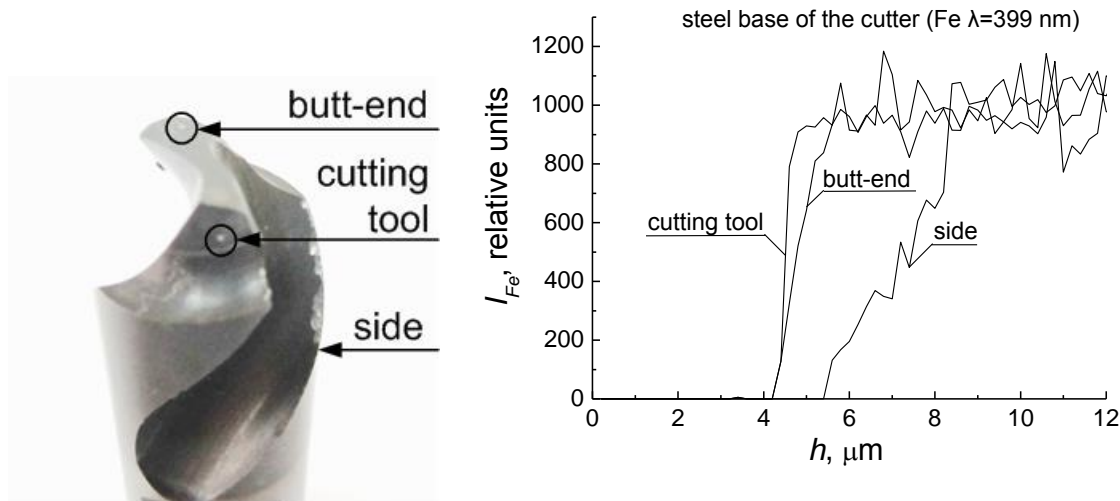 butt-end
cutting
tool
side
steel base of the cutter (Fe λ=399 nm)
1200
1000
800
600
400
200
0
I_Fe, relative units
butt-end
cutting tool
side
0 2 4 6 8 10 12
h, μm